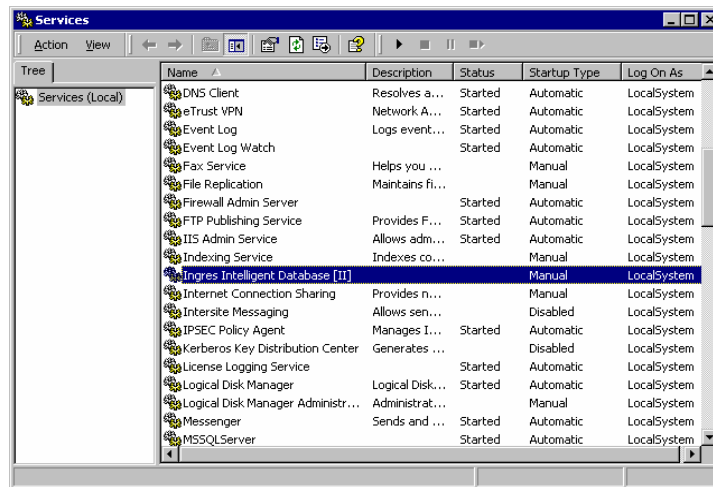 Services
Action View
Tree
Services (Local)
Name Description Status Startup Type Log On As
DNS Client Resolves a... Started Automatic LocalSystem
eTrust VPN Network A... Started Automatic LocalSystem
Event Log Logs event... Started Automatic LocalSystem
Event Log Watch Started Automatic LocalSystem
Fax Service Helps you ... Manual LocalSystem
File Replication Maintains fi... Manual LocalSystem
Firewall Admin Server Started Automatic LocalSystem
FTP Publishing Service Provides F... Started Automatic LocalSystem
IIS Admin Service Allows adm... Started Automatic LocalSystem
Indexing Service Indexes co... Manual LocalSystem
Ingres Intelligent Database [II] Manual LocalSystem
Internet Connection Sharing Provides n... Manual LocalSystem
Intersite Messaging Allows sen... Disabled LocalSystem
IPSEC Policy Agent Manages I... Started Automatic LocalSystem
Kerberos Key Distribution Center Generates ... Disabled LocalSystem
License Logging Service Started Automatic LocalSystem
Logical Disk Manager Logical Disk... Started Automatic LocalSystem
Logical Disk Manager Administr... Administrat... Manual LocalSystem
Messenger Sends and ... Started Automatic LocalSystem
MSSQLServer Started Automatic LocalSystem